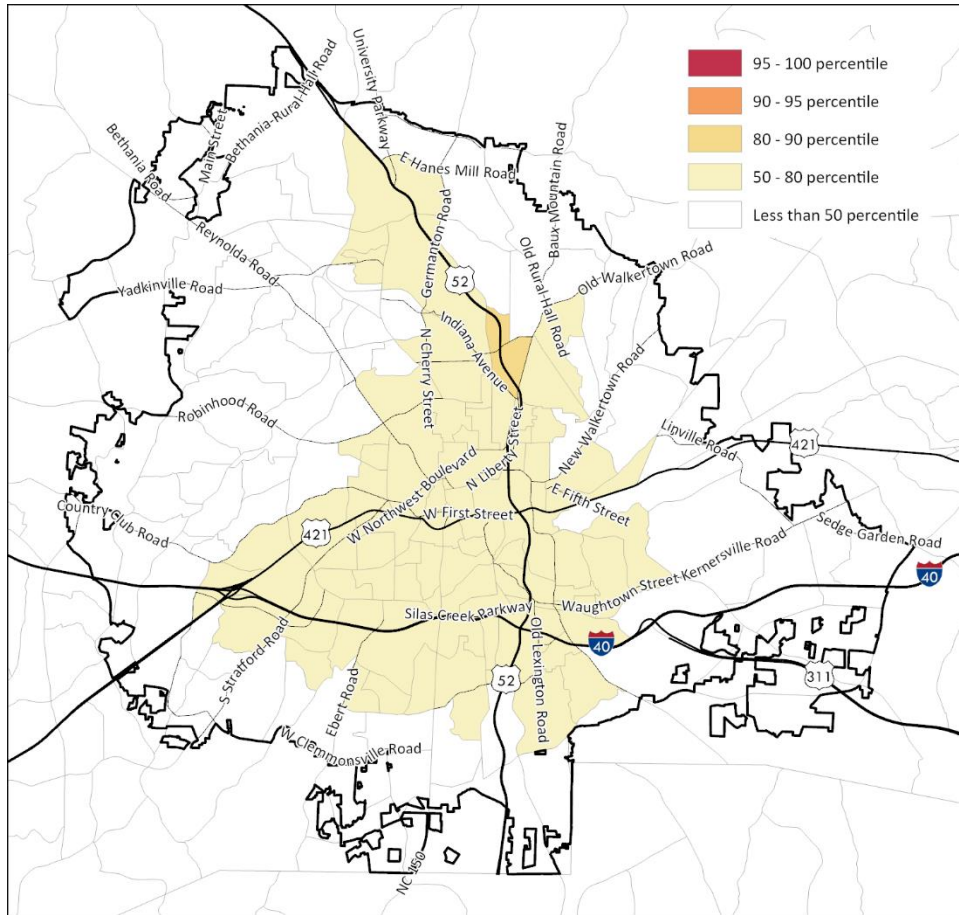 95 - 100 percentile
90 - 95 percentile
80 - 90 percentile
50 - 80 percentile
Less than 50 percentile
University Parkway
Bethania-Rural-Hall-Road
Main-Street
Bethania Road
E-Hanes Mill Road
Baux-Mountain Road
Germanton-Road
Reynolda-Road
Old-Rural-Hall Road
Old-Walkertown Road
52
Yadkinville-Road
Indiana-Avenue
N-Cherry Street
New-Walkertown Road
Robinhood-Road
Linville-Road
421
N Liberty Street
W Northwest Boulevard
E-Fifth Street
W First Street
Country Club-Road
421
Sedge-Garden Road
40
Waughtown Street-Kernersville-Road
Silas Creek Parkway
40
Old-Lexington Road
S-Stratford-Road
52
311
Ebert-Road
W Clemmonsville Road
NC 150